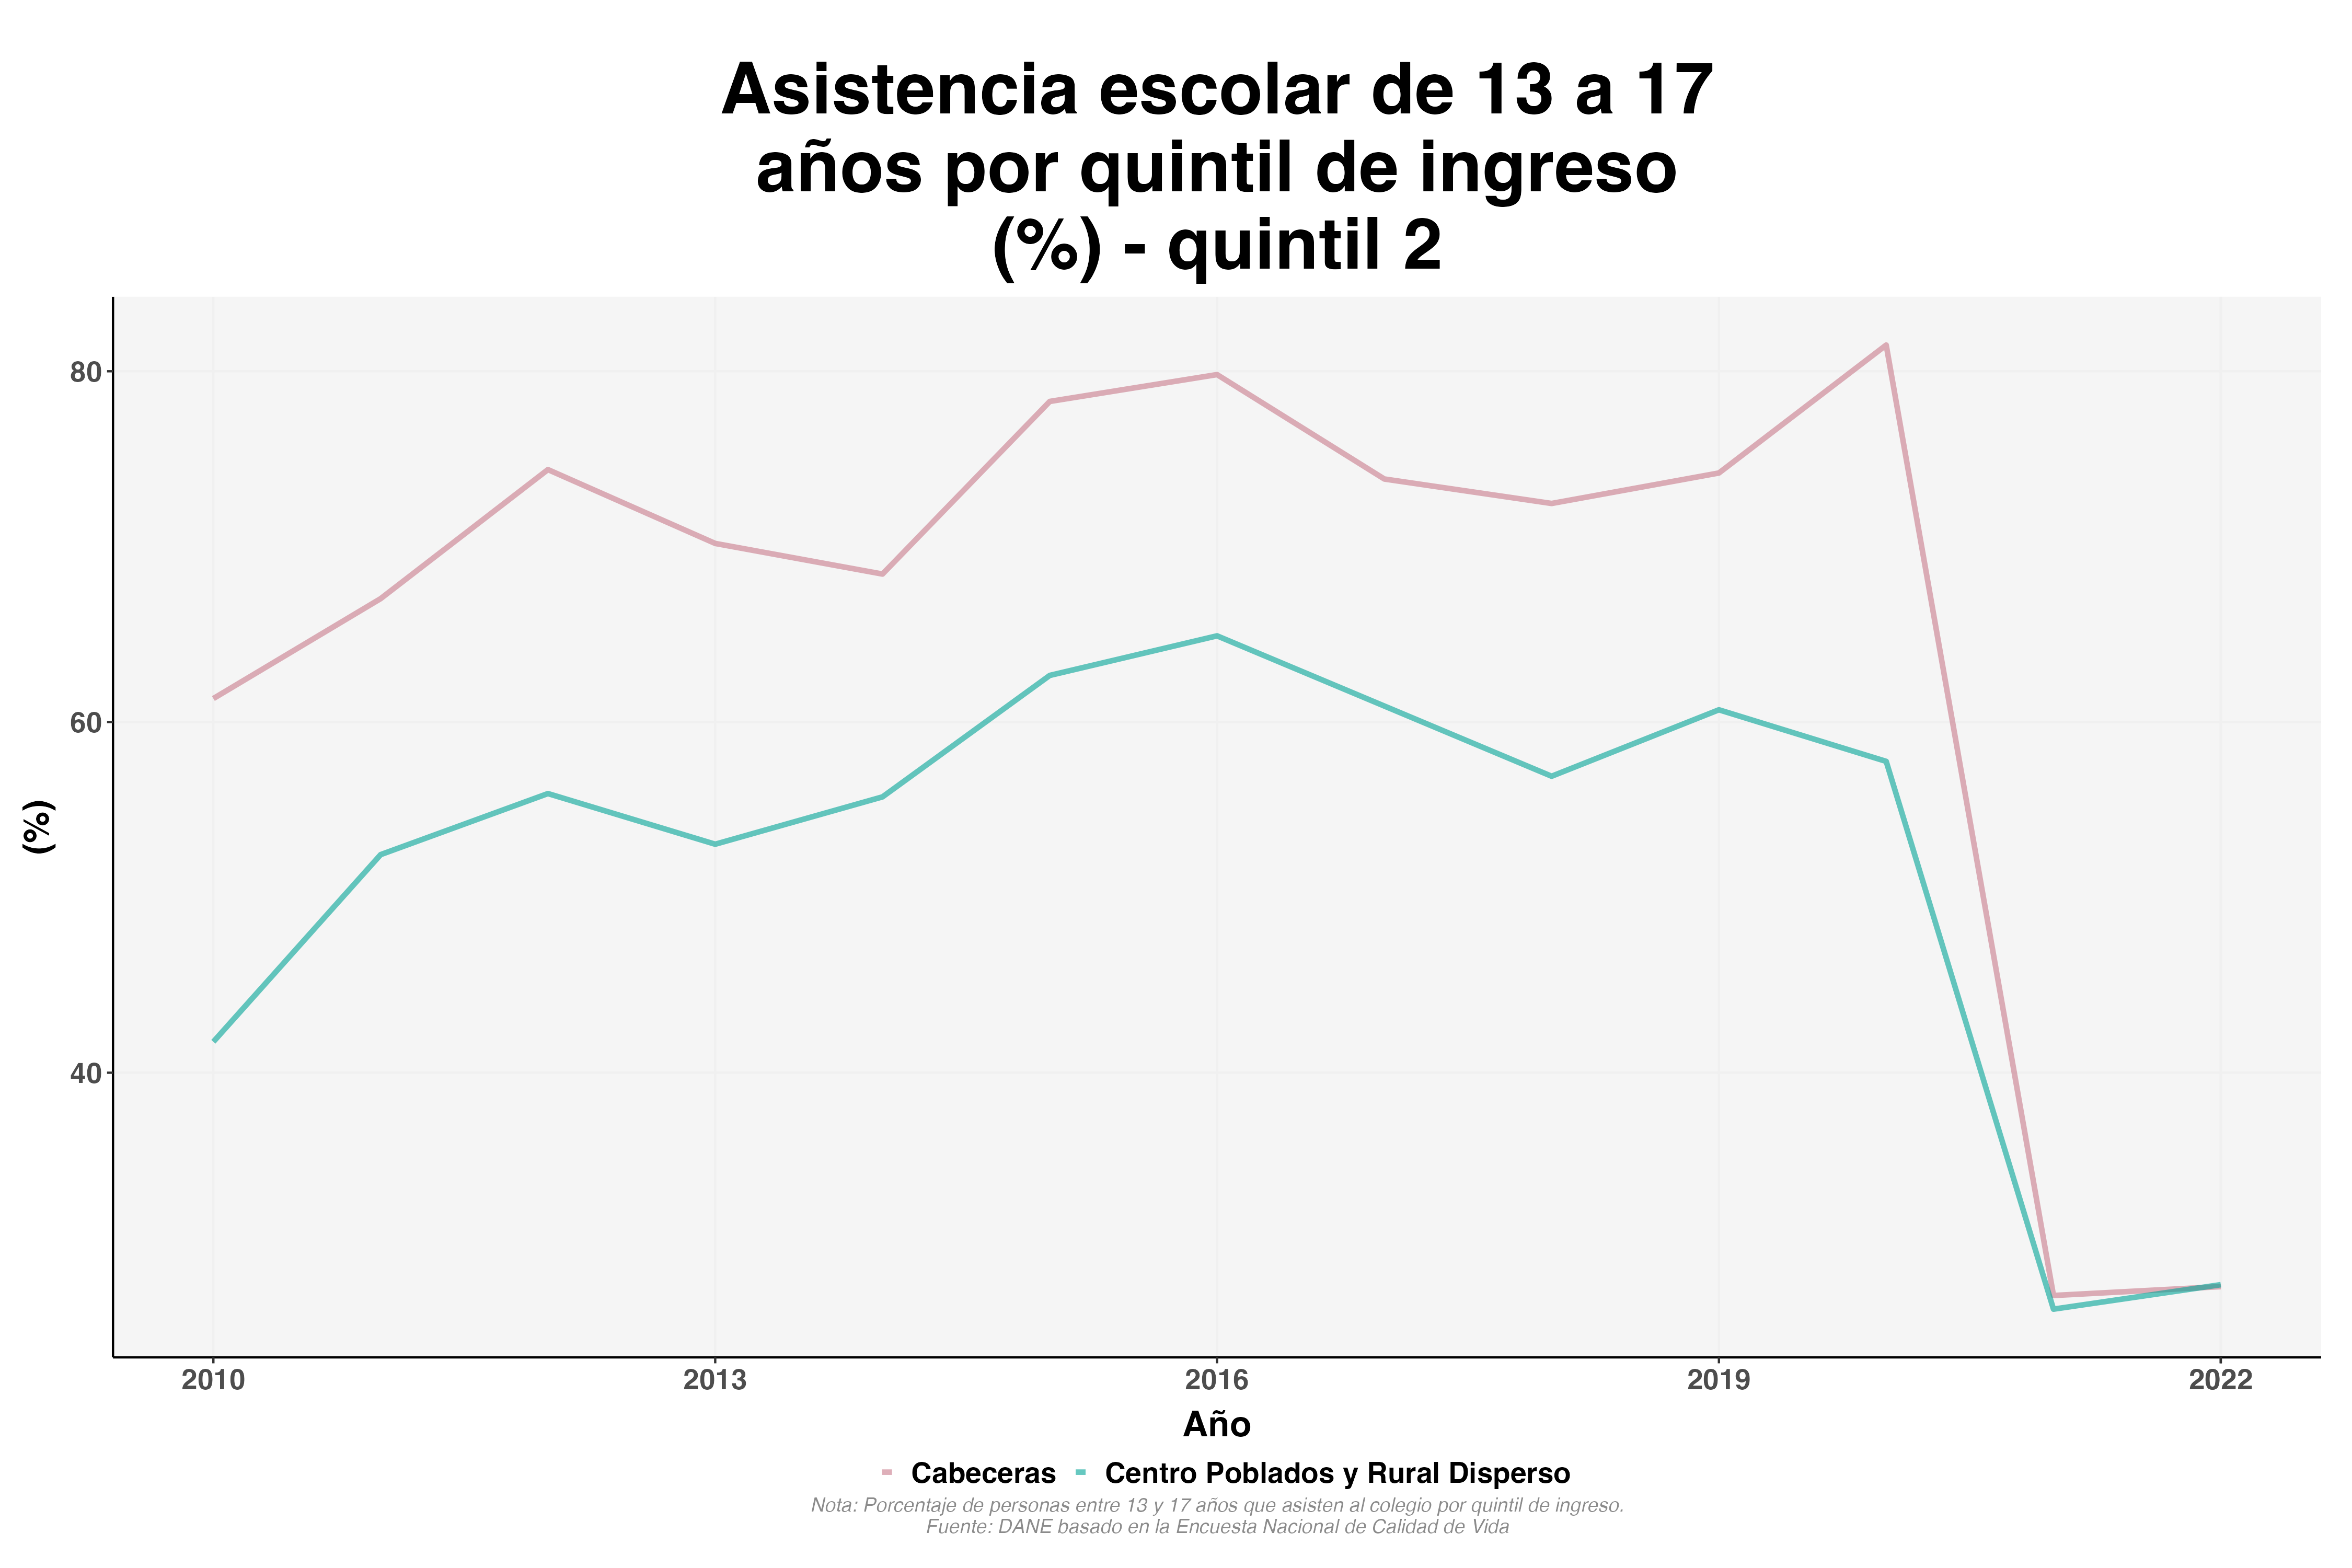 Asistencia escolar de 13 a 17
años por quintil de ingreso
(%) - quintil 2
80
60
40
(%)
2010
2013
2016
2019
2022
Año
Cabeceras
Centro Poblados y Rural Disperso
Nota: Porcentaje de personas entre 13 y 17 años que asisten al colegio por quintil de ingreso.
Fuente: DANE basado en la Encuesta Nacional de Calidad de Vida